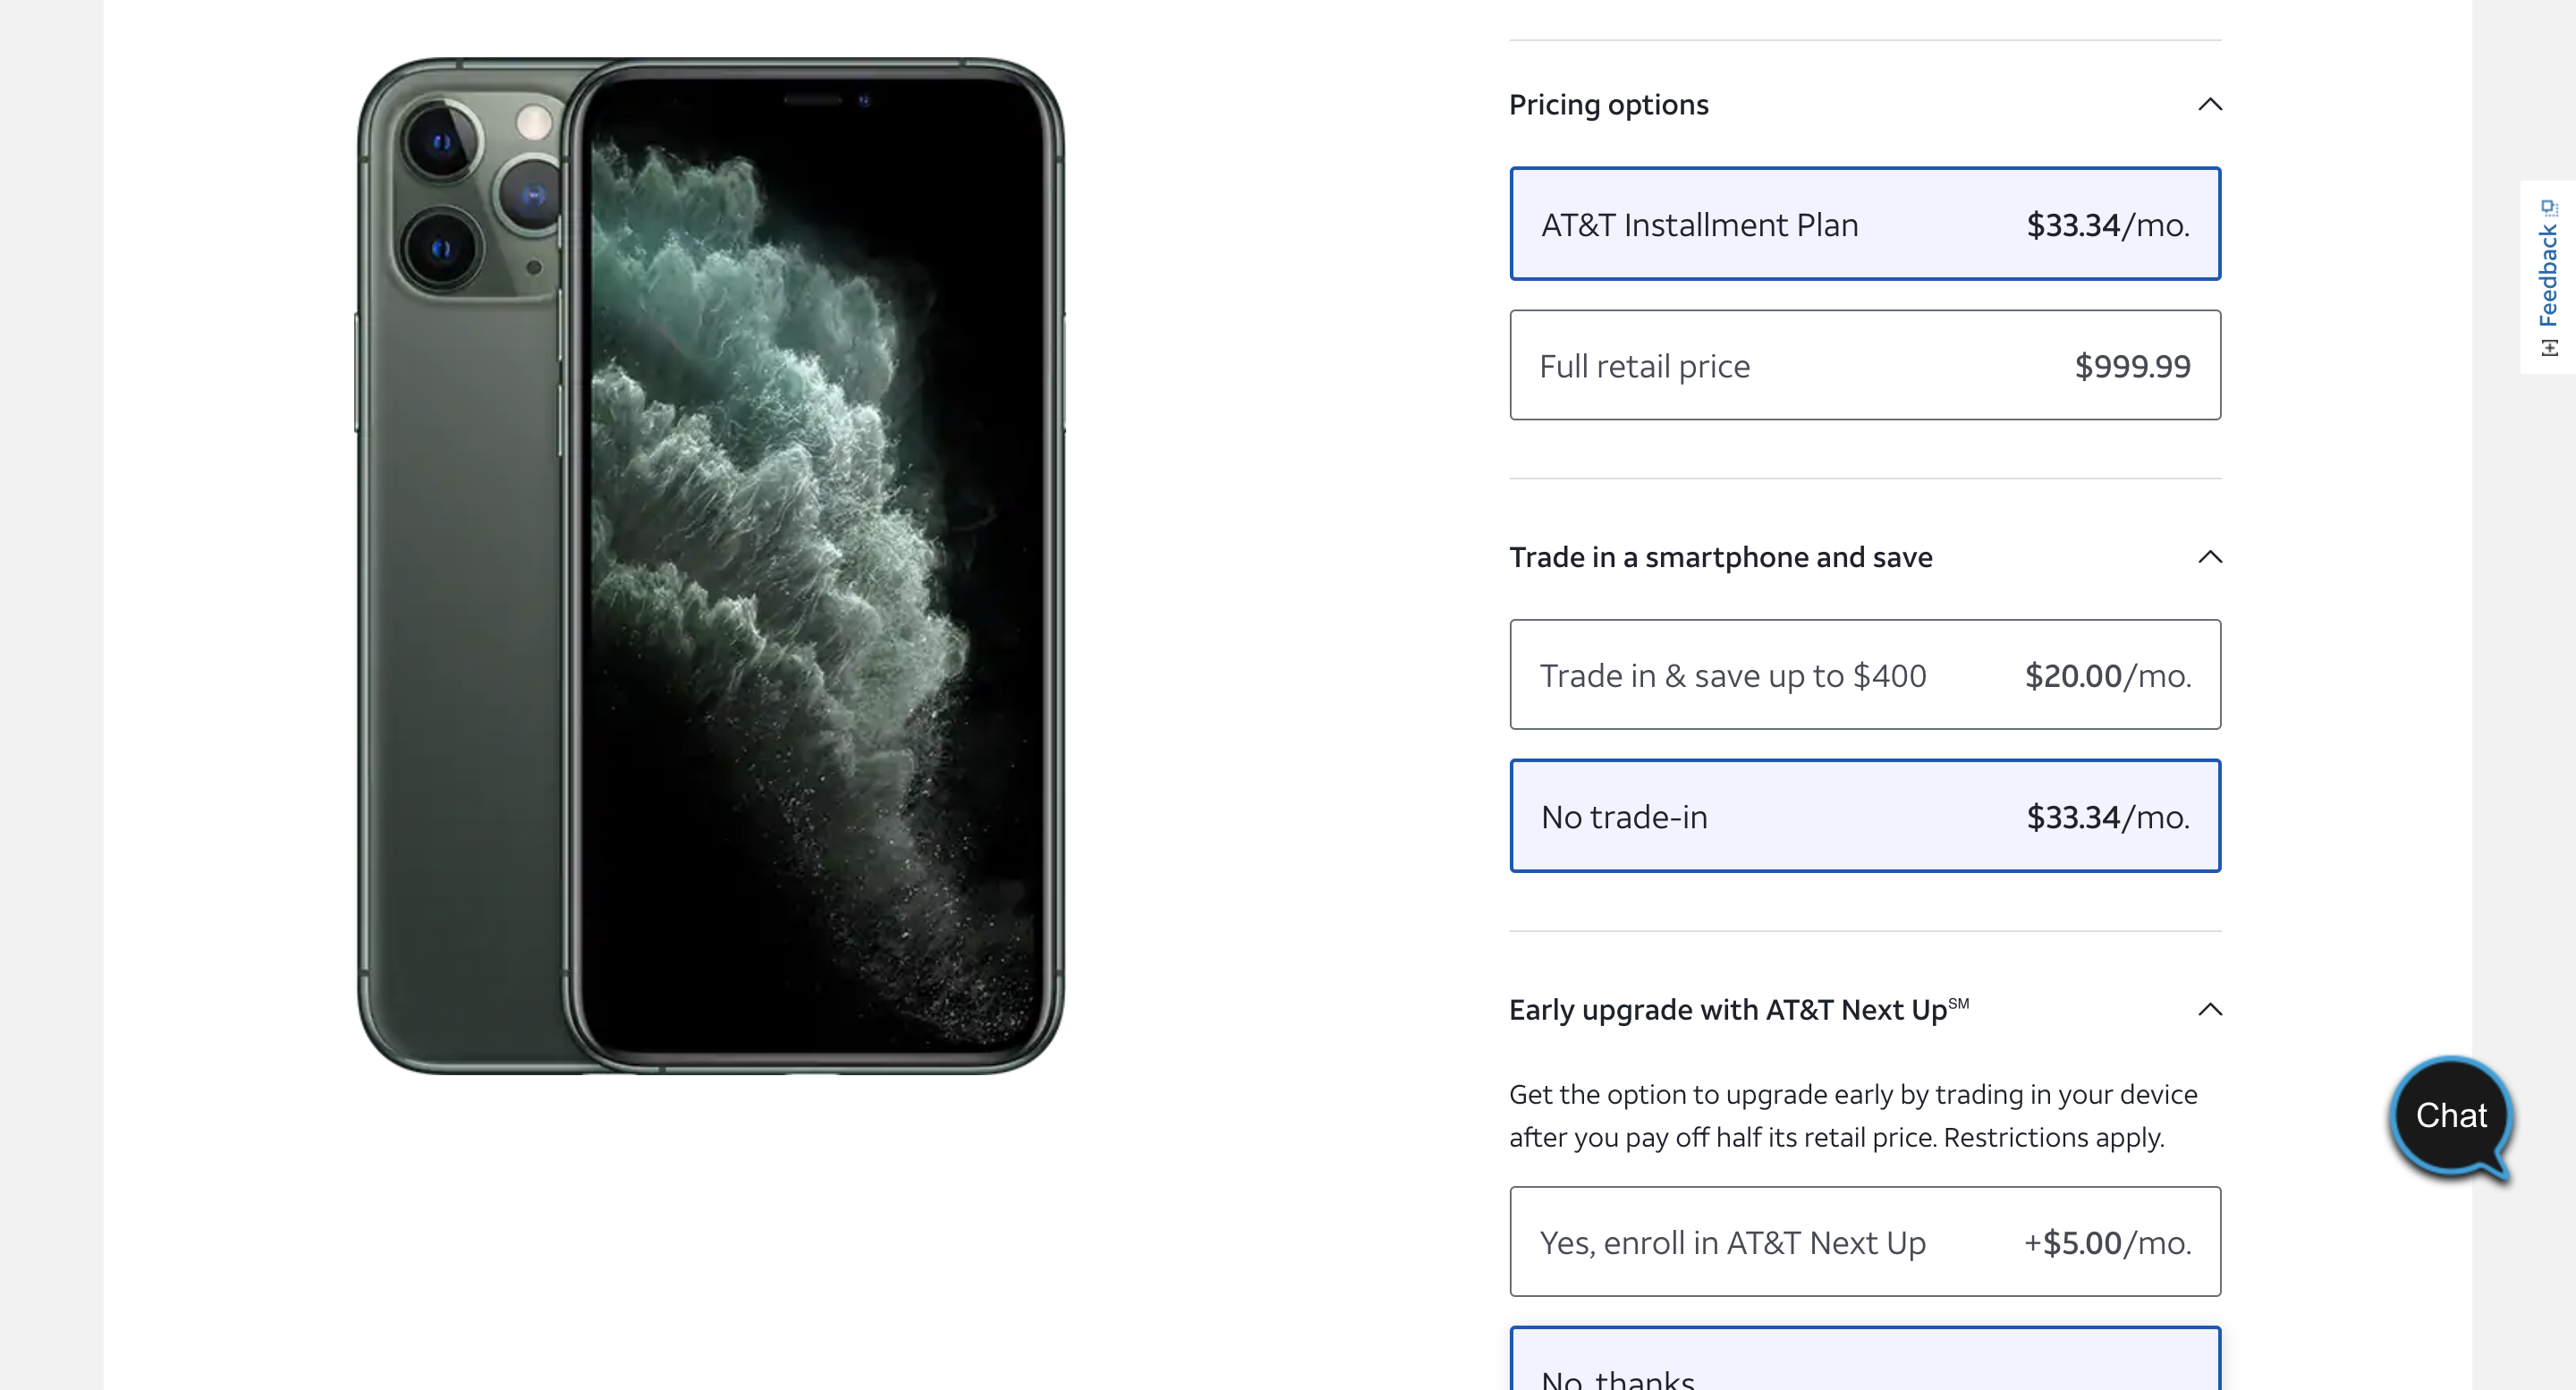 Pricing options
AT&T Installment Plan $33.34/mo.
Full retail price $999.99
Trade in a smartphone and save
Trade in & save up to $400 $20.00/mo.
No trade-in $33.34/mo.
Early upgrade with AT&T Next Up℠
Get the option to upgrade early by trading in your device
after you pay off half its retail price. Restrictions apply.
Yes, enroll in AT&T Next Up +$5.00/mo.
No, thanks
[+] Feedback
Chat